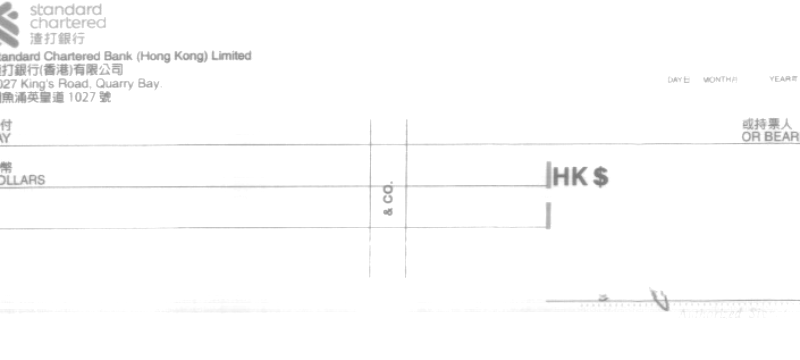 standard
chartered
渣打銀行
tandard Chartered Bank (Hong Kong) Limited
打銀行(香港)有限公司
027 King's Road, Quarry Bay.
魚涌英皇道 1027 號
DAY日 MONTH月 YEAR年
付
AY
或持票人
OR BEAR
幣
OLLARS
& CO.
HK $